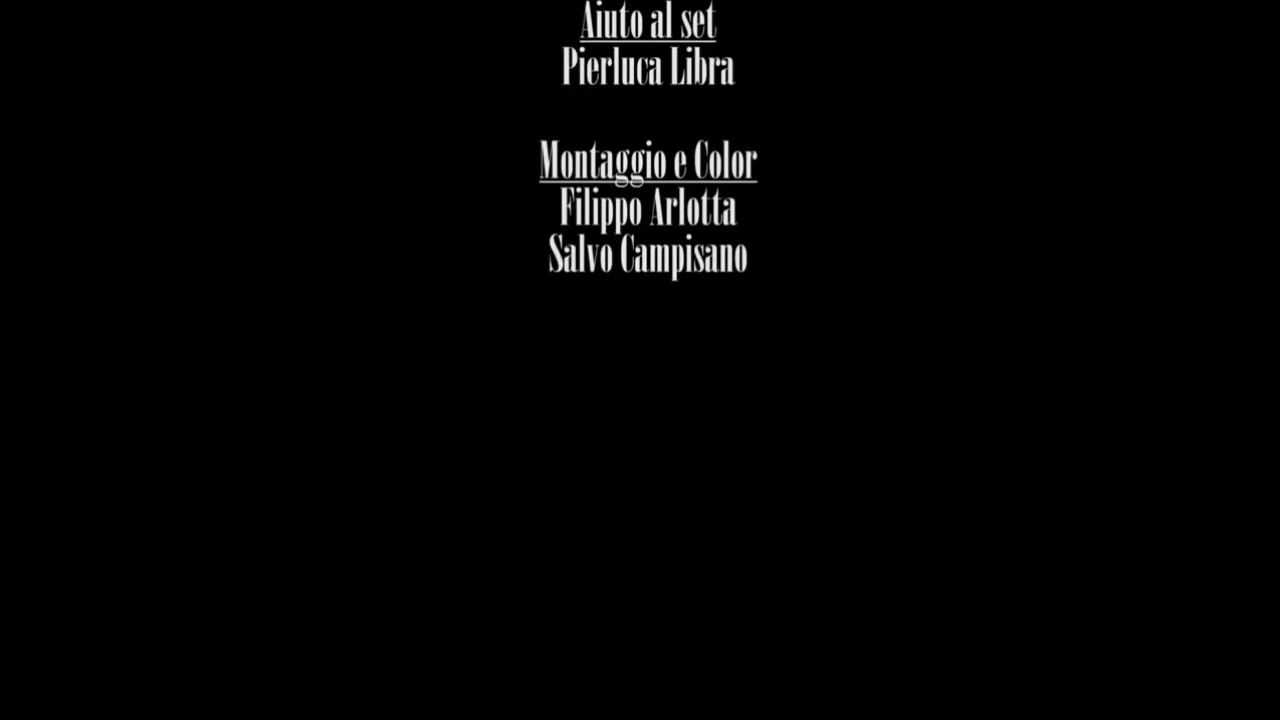 Aiuto al set
Pierluca Libra
Montaggio e Color
Filippo Arlotta
Salvo Campisano